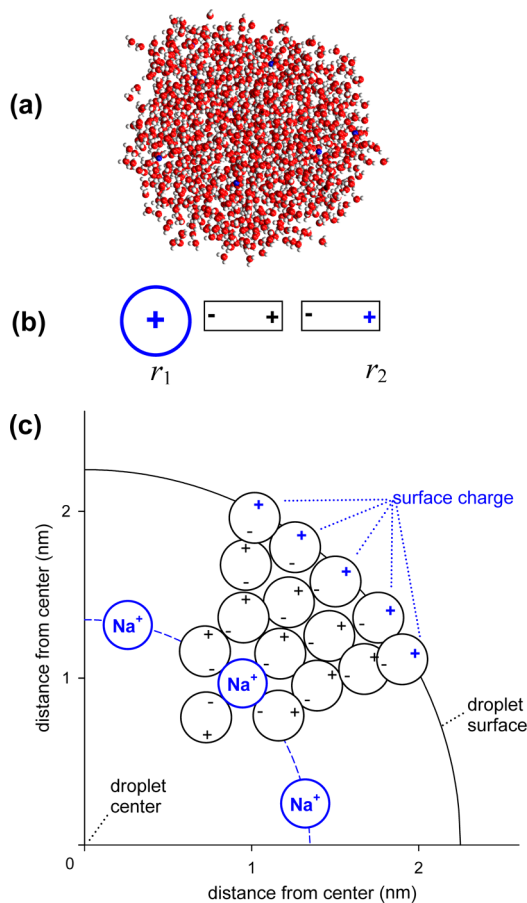 (a)
(b)
+
- +
- +
r1
r2
(c)
surface charge
+
+
+
+
+
-
-
-
-
-
+
-
+
-
+
-
+
-
+
-
+
-
+
-
+
-
+
-
-
+
Na+
Na+
Na+
droplet
surface
droplet
center
distance from center (nm)
2
1
0
1
2
distance from center (nm)